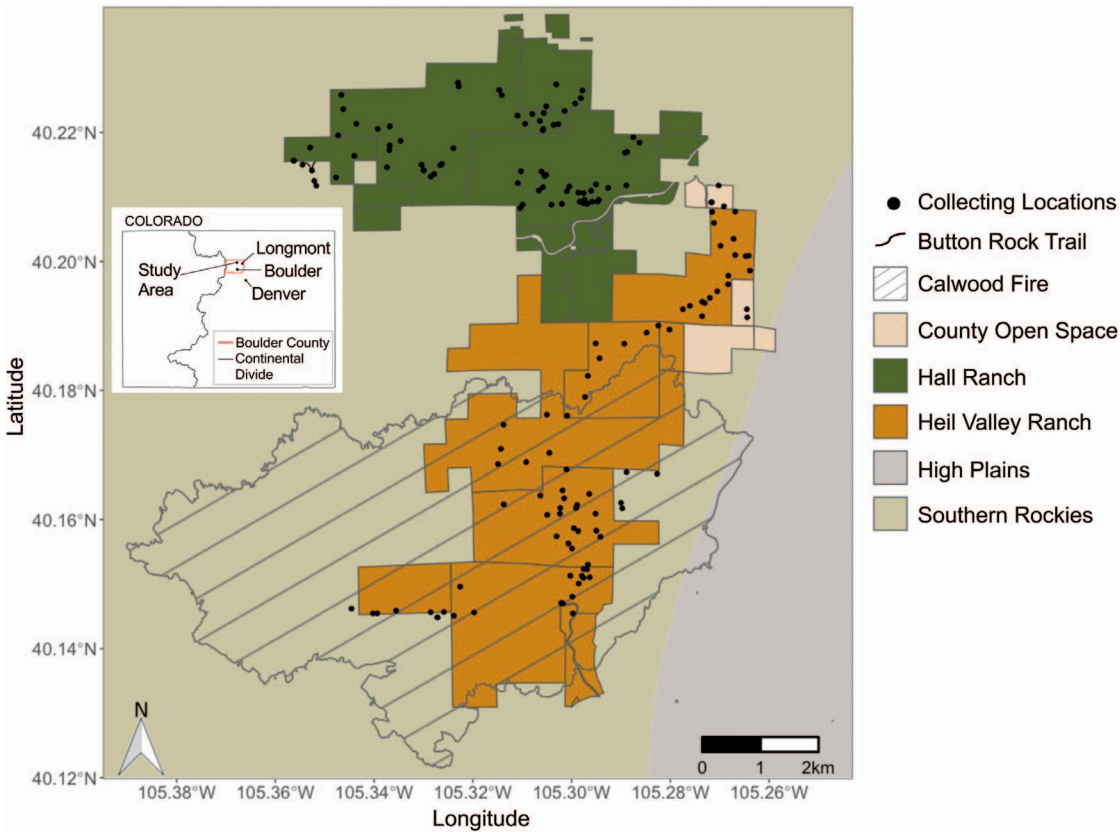 COLORADO
Longmont
Study
Area
Boulder
Denver
Boulder County
Continental
Divide
40.22°N
40.20°N
40.18°N
40.16°N
40.14°N
40.12°N
Latitude
105.38°W
105.36°W
105.34°W
105.32°W
105.30°W
105.28°W
105.26°W
Longitude
N
0 1 2km
Collecting Locations
Button Rock Trail
Calwood Fire
County Open Space
Hall Ranch
Heil Valley Ranch
High Plains
Southern Rockies